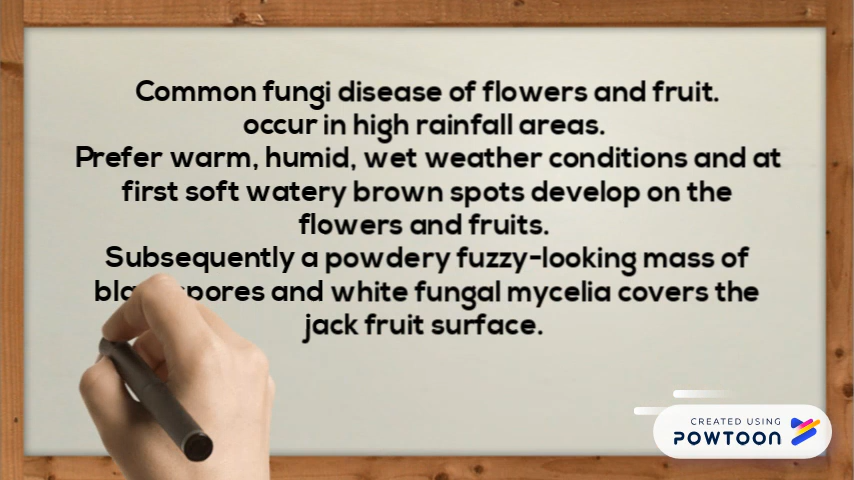 Common fungi disease of flowers and fruit.
occur in high rainfall areas.
Prefer warm, humid, wet weather conditions and at
first soft watery brown spots develop on the
flowers and fruits.
Subsequently a powdery fuzzy-looking mass of
spores and white fungal mycelia covers the
jack fruit surface.
CREATED USING
POWTOON